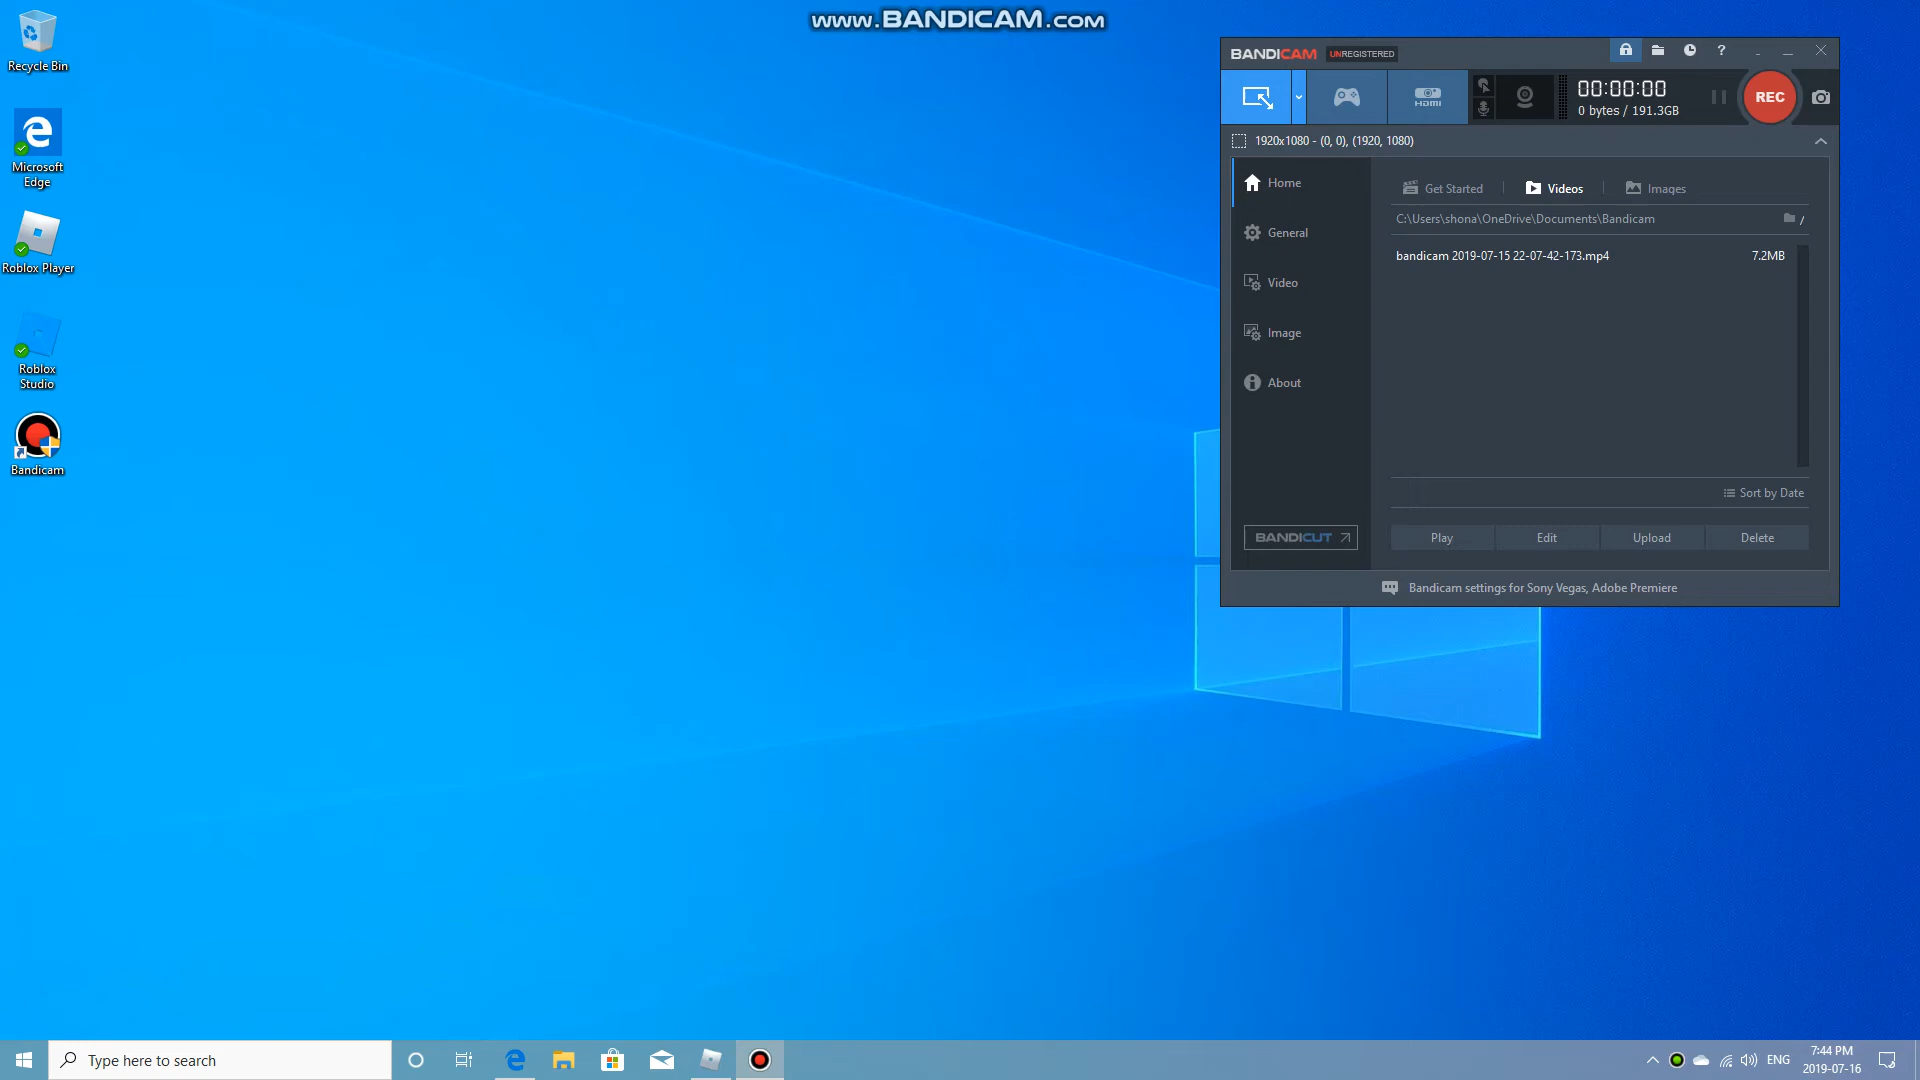 www.BANDICAM.com
Recycle Bin
Microsoft
Edge
Roblox Player
Roblox
Studio
Bandicam
BANDICAM UNREGISTERED
?
HDMI
00:00:00
0 bytes / 191.3GB
REC
1920x1080 - (0, 0), (1920, 1080)
Home
General
Video
Image
About
BANDICUT
Get Started
Videos
Images
C:\Users\shona\OneDrive\Documents\Bandicam
/
bandicam 2019-07-15 22-07-42-173.mp4 7.2MB
Sort by Date
Play
Edit
Upload
Delete
Bandicam settings for Sony Vegas, Adobe Premiere
Type here to search
ENG
7:44 PM
2019-07-16